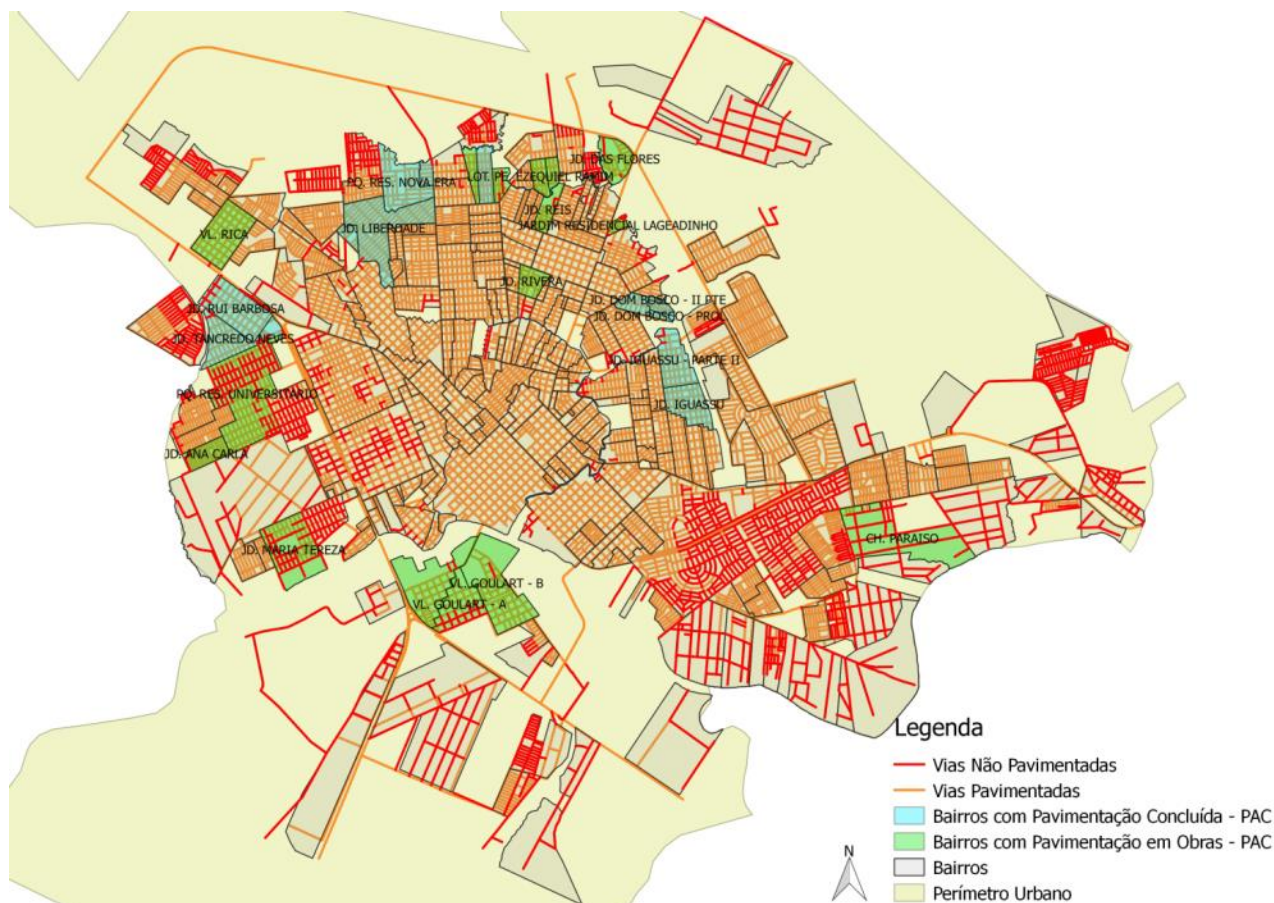 JD. DAS FLORES
PQ. RES. NOVA ERA
LOT. PE. EZEQUIEL RAMIM
JD. REIS
JARDIM RESIDENCIAL LAGEADINHO
JD. LIBERDADE
VL. RICA
JD. RIVERA
JD. DOM BOSCO - II PTE
JD. RUI BARBOSA
JD. DOM BOSCO - PROL
JD. TANCREDO NEVES
JD. IGUASSU - PARTE II
PQ. RES. UNIVERSITÁRIO
JD. IGUASSU
JD. ANA CARLA
CH. PARAISO
JD. MARIA TEREZA
VL. GOULART - B
VL. GOULART - A
Legenda
Vias Não Pavimentadas
Vias Pavimentadas
Bairros com Pavimentação Concluída - PAC
Bairros com Pavimentação em Obras - PAC
Bairros
Perímetro Urbano
N